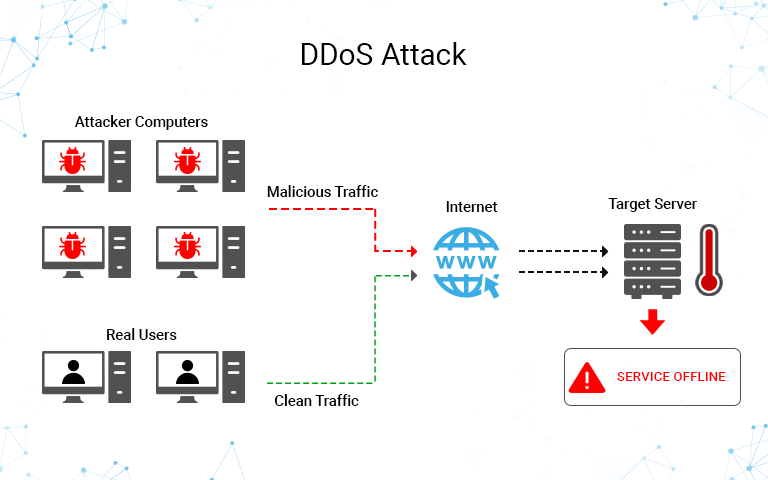 DDoS Attack
Attacker Computers
Malicious Traffic
Internet
Target Server
WWW
Real Users
SERVICE OFFLINE
Clean Traffic